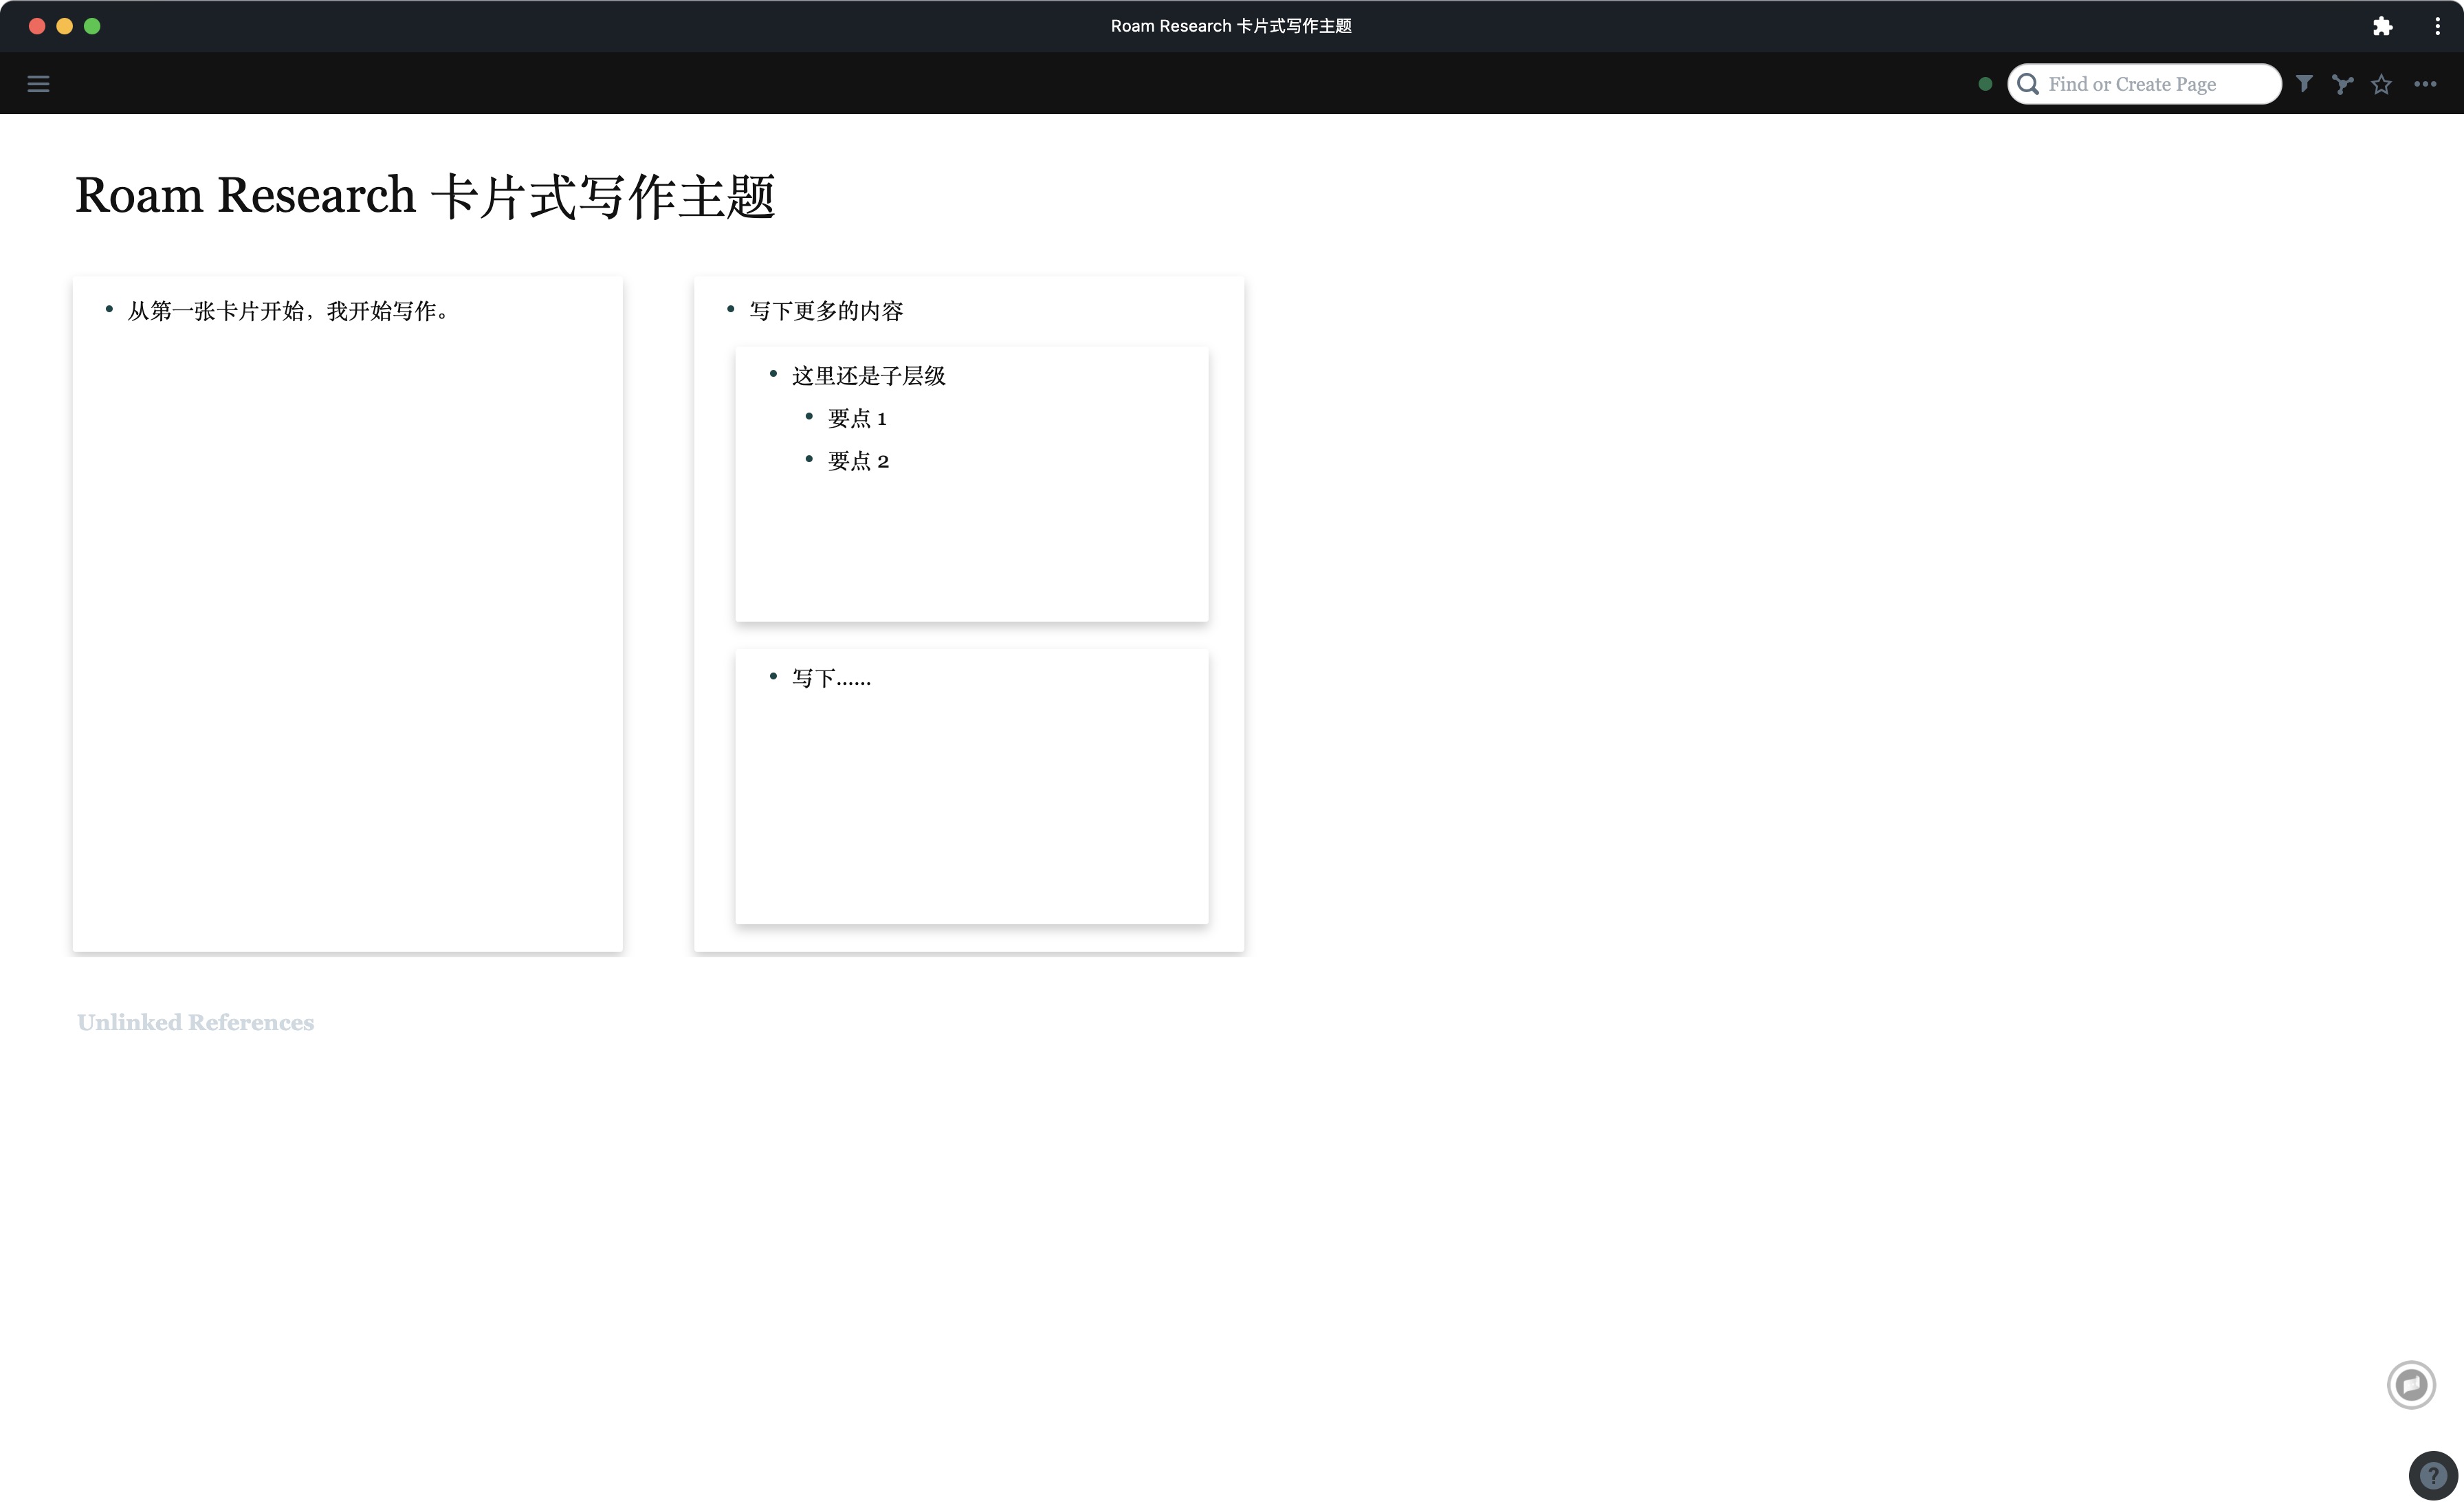 Roam Research 卡片式写作主题
Find or Create Page
Roam Research 卡片式写作主题
从第一张卡片开始，我开始写作。
写下更多的内容
这里还是子层级
要点 1
要点 2
写下……
Unlinked References
?